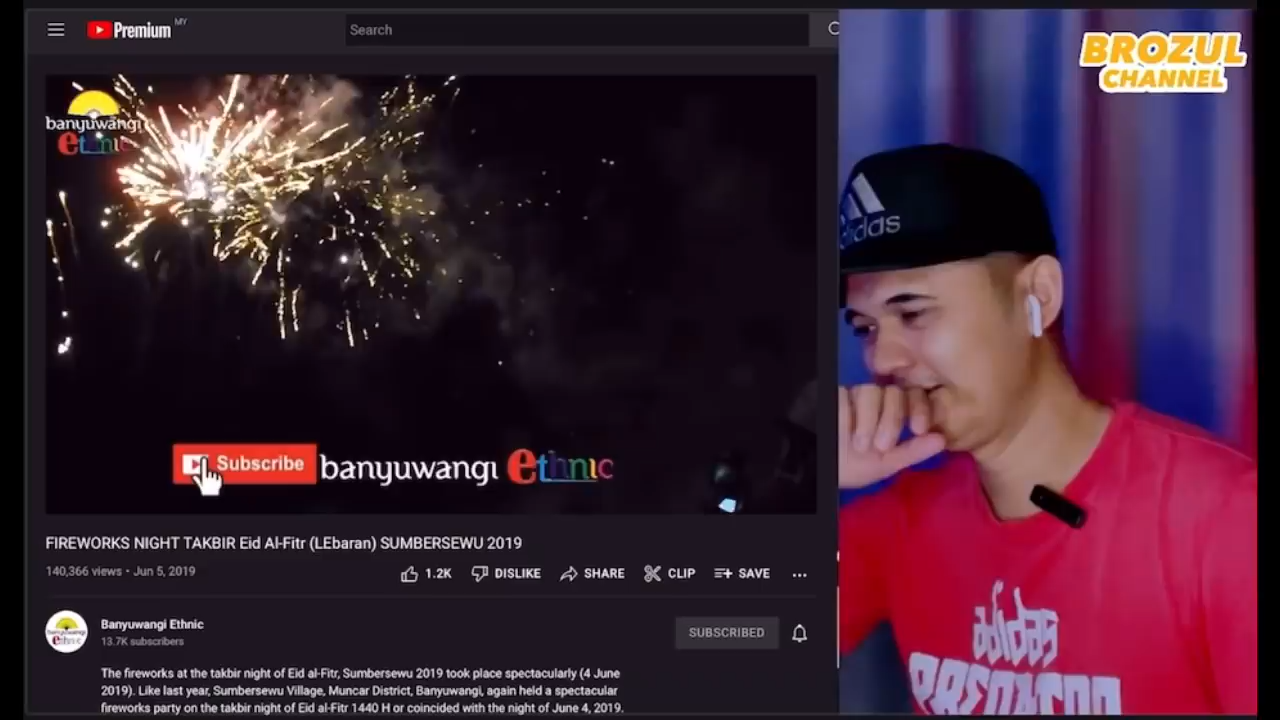 Premium MY
Search
BROZUL
CHANNEL
banyuwangi
ethnic
adidas
Subscribe banyuwangi ethnic
FIREWORKS NIGHT TAKBIR Eid Al-Fitr (LEbaran) SUMBERSEWU 2019
140,366 views • Jun 5, 2019
1.2K DISLIKE SHARE CLIP SAVE
Banyuwangi Ethnic
13.7K subscribers
SUBSCRIBED
The fireworks at the takbir night of Eid al-Fitr, Sumbersewu 2019 took place spectacularly (4 June
2019). Like last year, Sumbersewu Village, Muncar District, Banyuwangi, again held a spectacular
fireworks party on the takbir night of Eid al-Fitr 1440 H or coincided with the night of June 4, 2019.
adidas
PREDATOR